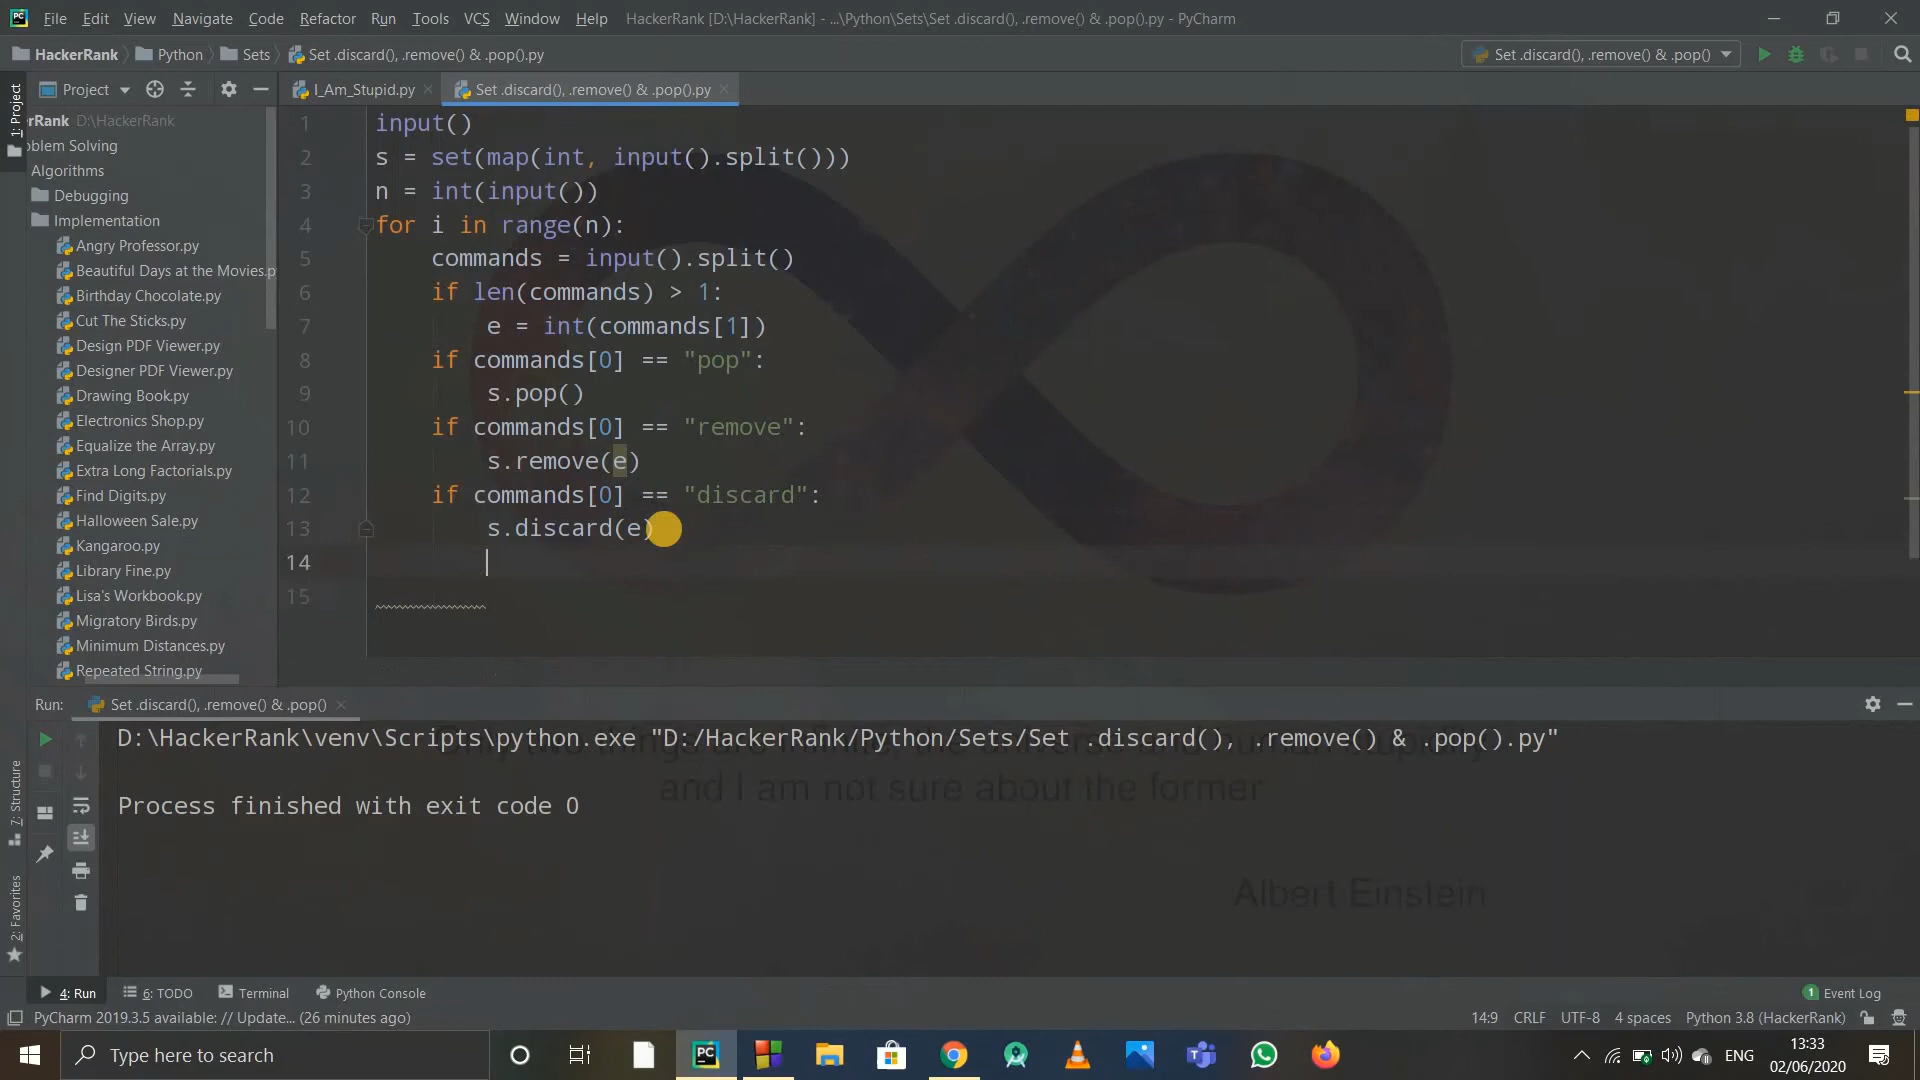 File Edit View Navigate Code Refactor Run Tools VCS Window Help HackerRank [D:\HackerRank] - ...\Python\Sets\Set .discard(), .remove() & .pop().py - PyCharm
HackerRank Python Sets Set .discard(), .remove() & .pop().py Set .discard(), .remove() & .pop()
1: Project
Project
I_Am_Stupid.py Set .discard(), .remove() & .pop().py
rRank D:\HackerRank
oblem Solving
Algorithms
Debugging
Implementation
Angry Professor.py
Beautiful Days at the Movies.p
Birthday Chocolate.py
Cut The Sticks.py
Design PDF Viewer.py
Designer PDF Viewer.py
Drawing Book.py
Electronics Shop.py
Equalize the Array.py
Extra Long Factorials.py
Find Digits.py
Halloween Sale.py
Kangaroo.py
Library Fine.py
Lisa's Workbook.py
Migratory Birds.py
Minimum Distances.py
Repeated String.py
1 input()
2 s = set(map(int, input().split()))
3 n = int(input())
4 for i in range(n):
5 commands = input().split()
6 if len(commands) > 1:
7 e = int(commands[1])
8 if commands[0] == "pop":
9 s.pop()
10 if commands[0] == "remove":
11 s.remove(e)
12 if commands[0] == "discard":
13 s.discard(e)
14
15
Run: Set .discard(), .remove() & .pop()
D:\HackerRank\venv\Scripts\python.exe "D:/HackerRank/Python/Sets/Set .discard(), .remove() & .pop().py"
and I am not sure about the former
Process finished with exit code 0
Albert Einstein
7: Structure
2: Favorites
4: Run 6: TODO Terminal Python Console 1 Event Log
PyCharm 2019.3.5 available: // Update... (26 minutes ago) 14:9 CRLF UTF-8 4 spaces Python 3.8 (HackerRank)
Type here to search PC ENG 13:33
02/06/2020